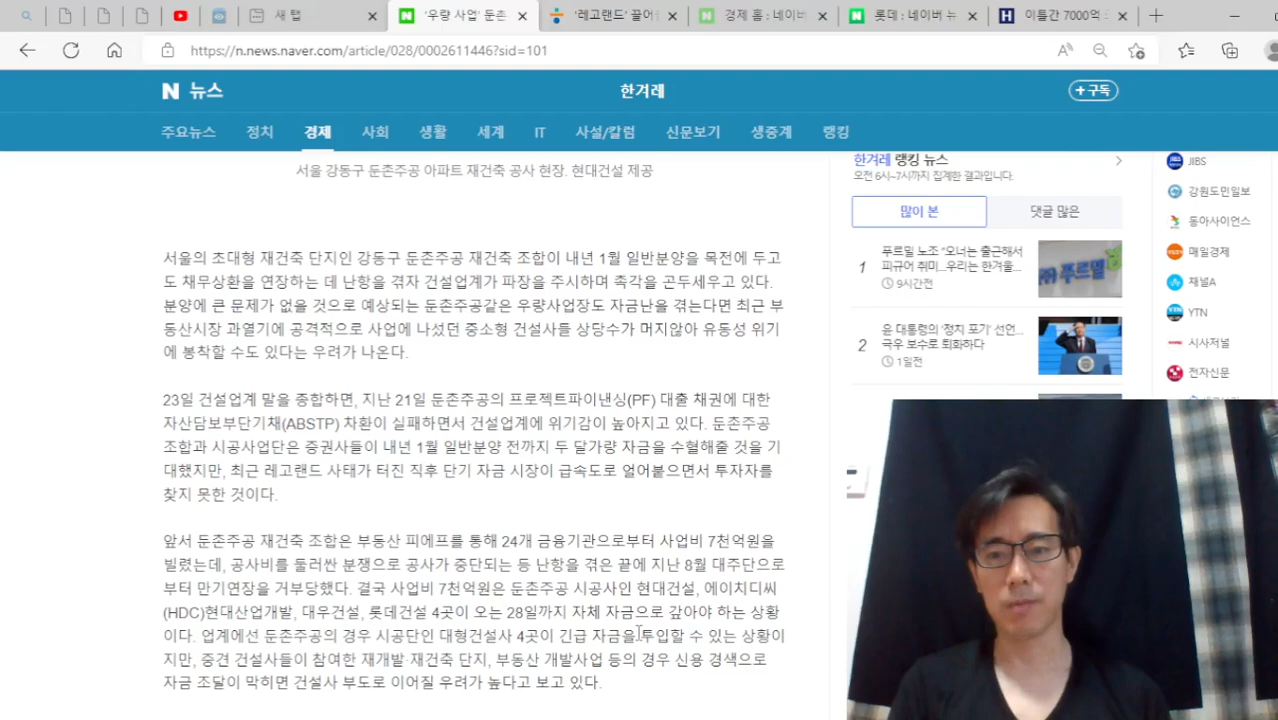 새 탭
'우량 사업' 둔촌
'레고랜드' 끌어
경제 홈 : 네이버
롯데 : 네이버 뉴
이틀간 7000억
https://n.news.naver.com/article/028/0002611446?sid=101
N 뉴스
한겨레
+ 구독
주요뉴스 정치 경제 사회 생활 세계 IT 사설/칼럼 신문보기 생중계 랭킹
서울 강동구 둔촌주공 아파트 재건축 공사 현장. 현대건설 제공
서울의 초대형 재건축 단지인 강동구 둔촌주공 재건축 조합이 내년 1월 일반분양을 목전에 두고
도 채무상환을 연장하는 데 난항을 겪자 건설업계가 파장을 주시하며 촉각을 곤두세우고 있다.
분양에 큰 문제가 없을 것으로 예상되는 둔촌주공같은 우량사업장도 자금난을 겪는다면 최근 부
동산시장 과열기에 공격적으로 사업에 나섰던 중소형 건설사들 상당수가 머지않아 유동성 위기
에 봉착할 수도 있다는 우려가 나온다.
23일 건설업계 말을 종합하면, 지난 21일 둔촌주공의 프로젝트파이낸싱(PF) 대출 채권에 대한
자산담보부단기채(ABSTP) 차환이 실패하면서 건설업계에 위기감이 높아지고 있다. 둔촌주공
조합과 시공사업단은 증권사들이 내년 1월 일반분양 전까지 두 달가량 자금을 수혈해줄 것을 기
대했지만, 최근 레고랜드 사태가 터진 직후 단기 자금 시장이 급속도로 얼어붙으면서 투자자를
찾지 못한 것이다.
앞서 둔촌주공 재건축 조합은 부동산 피에프를 통해 24개 금융기관으로부터 사업비 7천억원을
빌렸는데, 공사비를 둘러싼 분쟁으로 공사가 중단되는 등 난항을 겪은 끝에 지난 8월 대주단으로
부터 만기연장을 거부당했다. 결국 사업비 7천억원은 둔촌주공 시공사인 현대건설, 에이치디씨
(HDC)현대산업개발, 대우건설, 롯데건설 4곳이 오는 28일까지 자체 자금으로 갚아야 하는 상황
이다. 업계에선 둔촌주공의 경우 시공단인 대형건설사 4곳이 긴급 자금을 투입할 수 있는 상황이
지만, 중견 건설사들이 참여한 재개발·재건축 단지, 부동산 개발사업 등의 경우 신용 경색으로
자금 조달이 막히면 건설사 부도로 이어질 우려가 높다고 보고 있다.
한겨레 랭킹 뉴스
오전 6시~7시까지 집계한 결과입니다.
많이 본
댓글 많은
1
푸르밀 노조 "오너는 출근해서
피규어 취미...우리는 한겨울...
9시간전
푸르밀
2
윤 대통령의 '정치 포기' 선언...
극우 보수로 퇴화하다
1일전
JIBS
강원도민일보
동아사이언스
매일경제
채널A
YTN
시사저널
전자신문